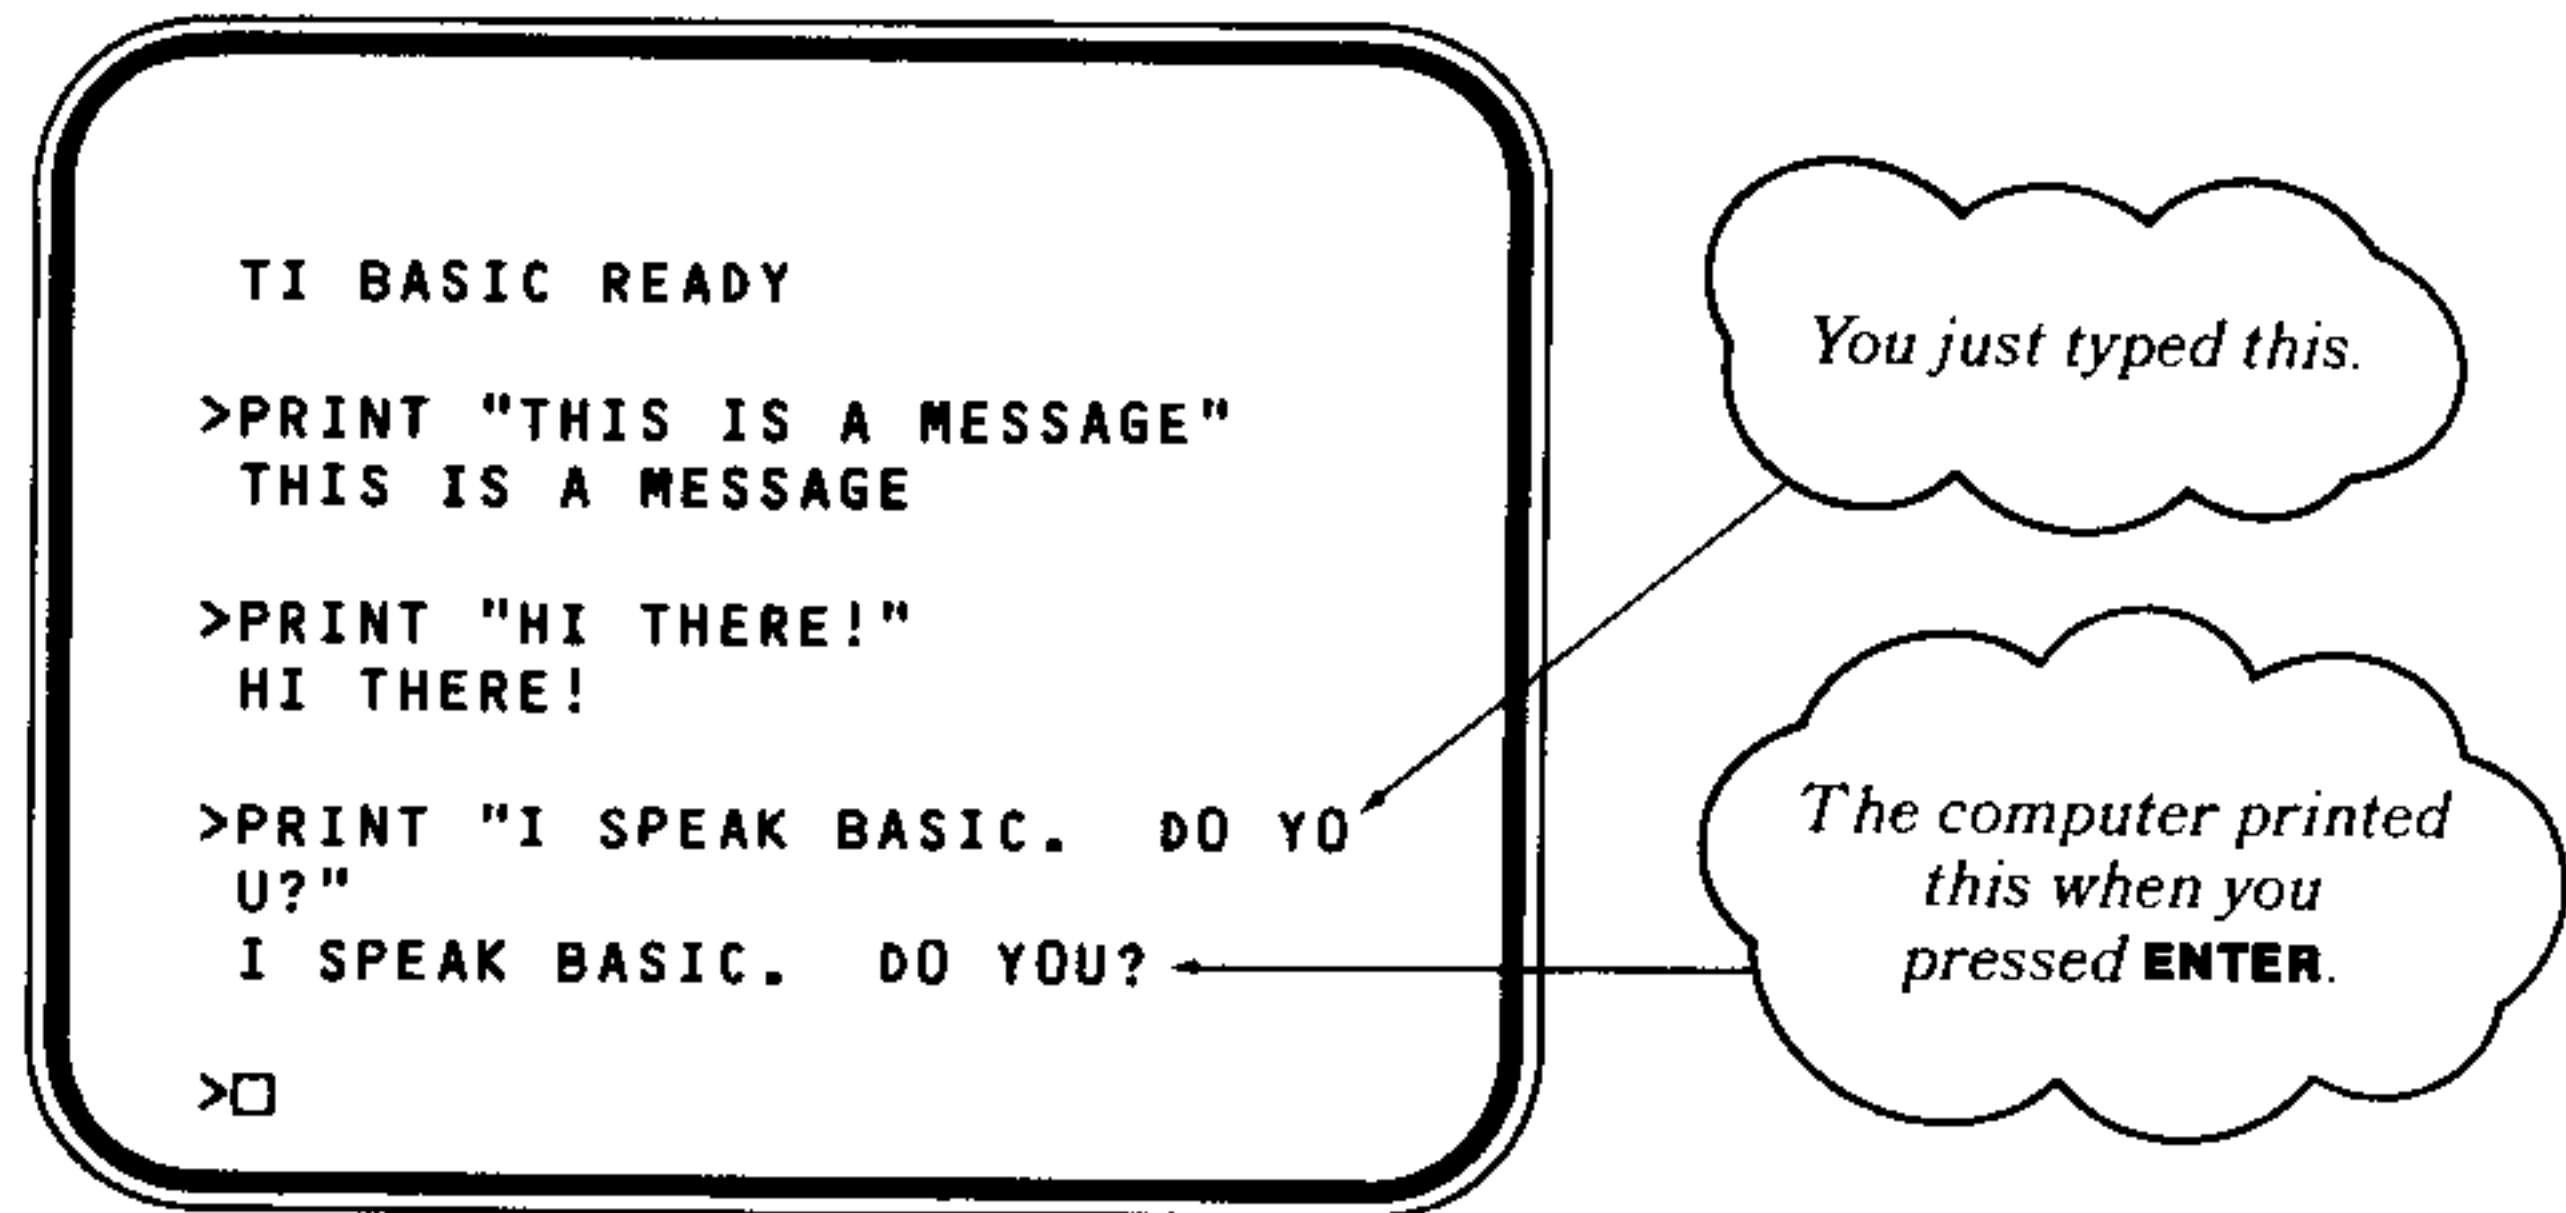 TI BASIC READY
>PRINT "THIS IS A MESSAGE"
THIS IS A MESSAGE
>PRINT "HI THERE!"
HI THERE!
>PRINT "I SPEAK BASIC.  DO YO
U?"
I SPEAK BASIC.  DO YOU?
>
You just typed this.
The computer printed
this when you
pressed ENTER.